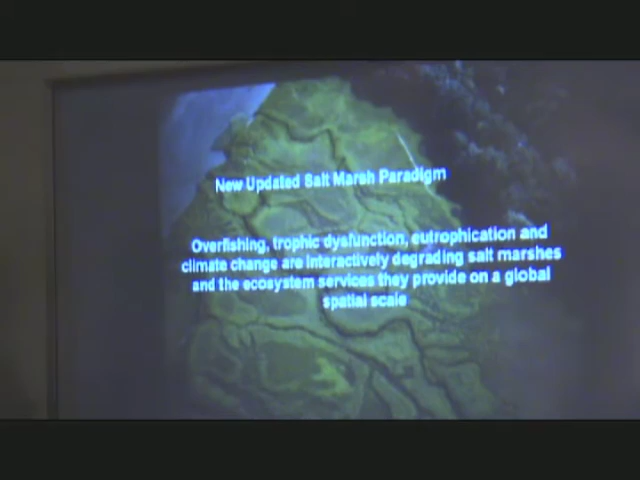 New Updated Salt Marsh Paradigm
Overfishing, trophic dysfunction, eutrophication and
climate change are interactively degrading salt marshes
and the ecosystem services they provide on a global
spatial scale